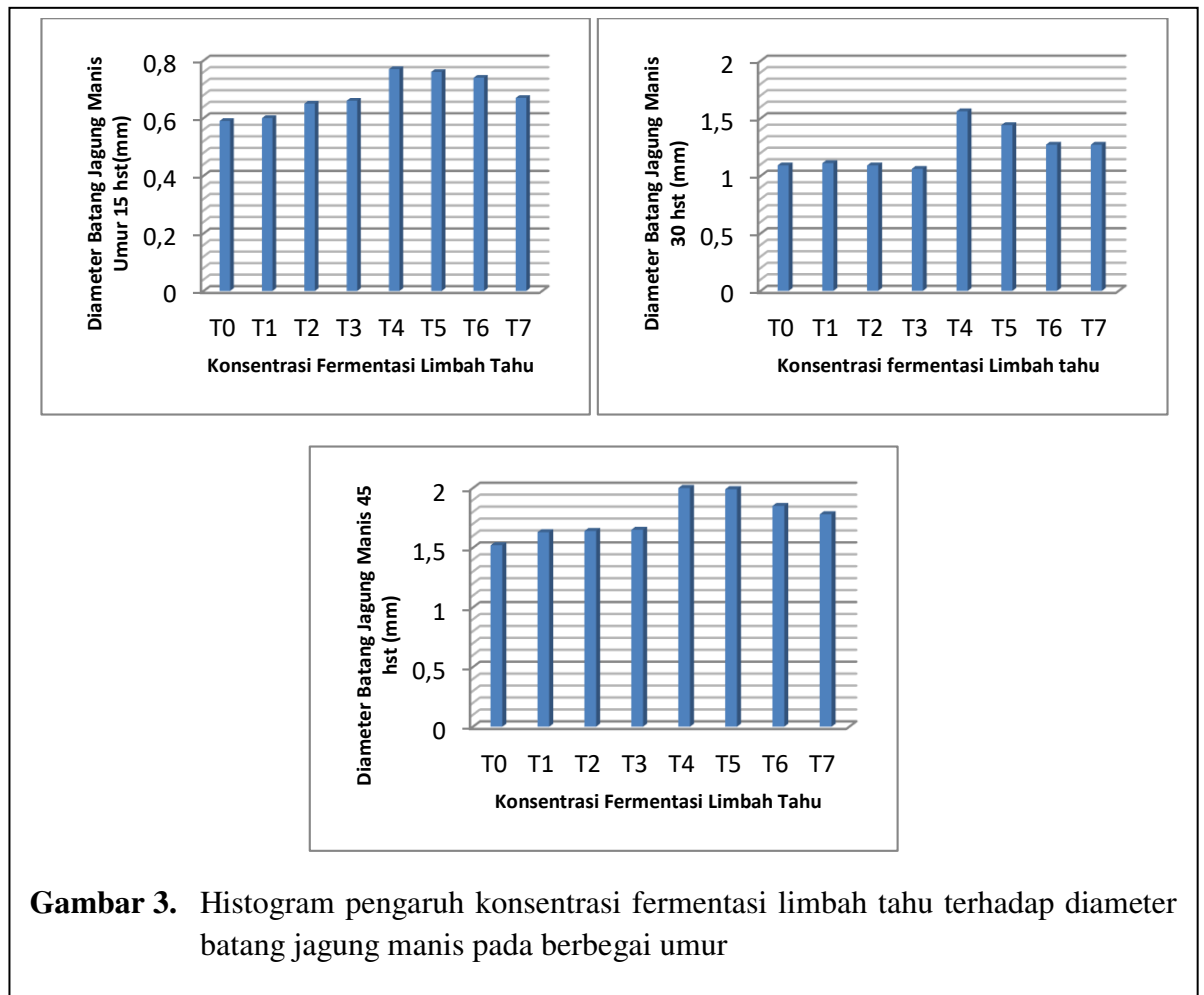 Diameter Batang Jagung Manis
Umur 15 hst(mm)
0,8
0,6
0,4
0,2
0
T0 T1 T2 T3 T4 T5 T6 T7
Konsentrasi Fermentasi Limbah Tahu
Diameter Batang Jagung Manis
30 hst (mm)
2
1,5
1
0,5
0
T0 T1 T2 T3 T4 T5 T6 T7
Konsentrasi fermentasi Limbah tahu
Diameter Batang Jagung Manis 45
hst (mm)
2
1,5
1
0,5
0
T0 T1 T2 T3 T4 T5 T6 T7
Konsentrasi Fermentasi Limbah Tahu
Gambar 3. Histogram pengaruh konsentrasi fermentasi limbah tahu terhadap diameter
batang jagung manis pada berbegai umur